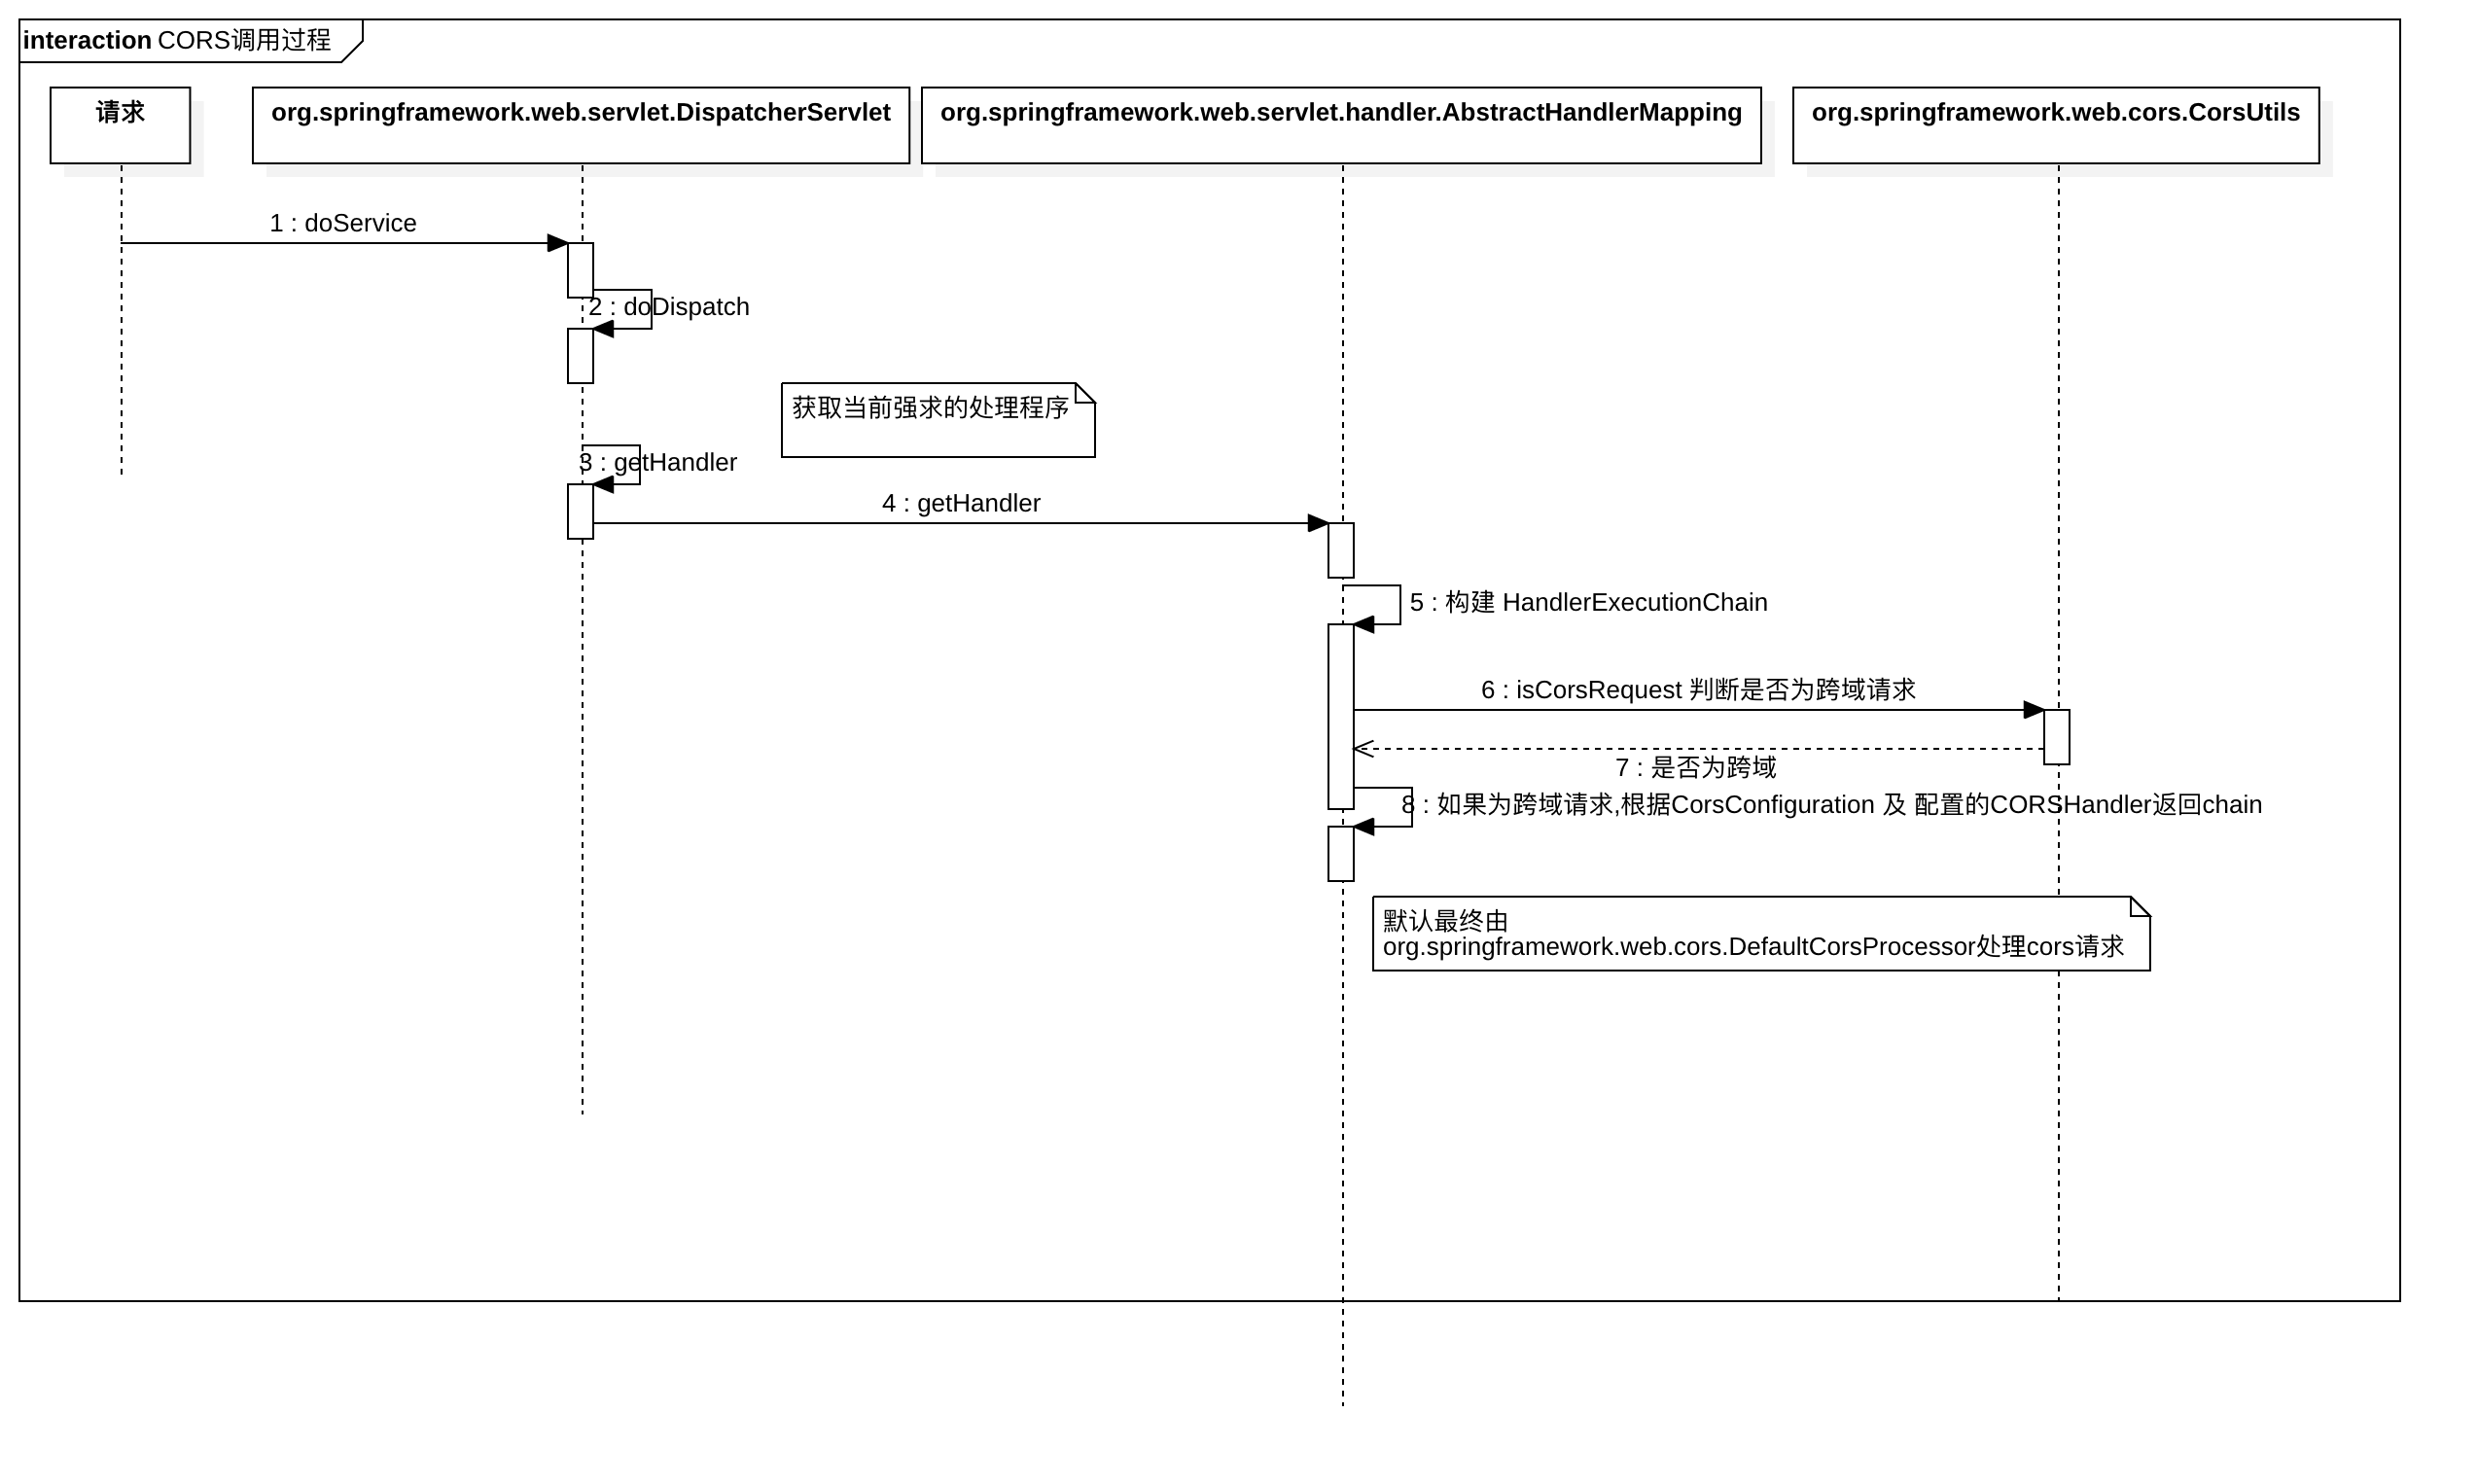 interaction CORS调用过程
请求
org.springframework.web.servlet.DispatcherServlet
org.springframework.web.servlet.handler.AbstractHandlerMapping
org.springframework.web.cors.CorsUtils
1 : doService
2 : doDispatch
获取当前强求的处理程序
3 : getHandler
4 : getHandler
5 : 构建 HandlerExecutionChain
6 : isCorsRequest 判断是否为跨域请求
7 : 是否为跨域
8 : 如果为跨域请求,根据CorsConfiguration 及 配置的CORSHandler返回chain
默认最终由
org.springframework.web.cors.DefaultCorsProcessor处理cors请求